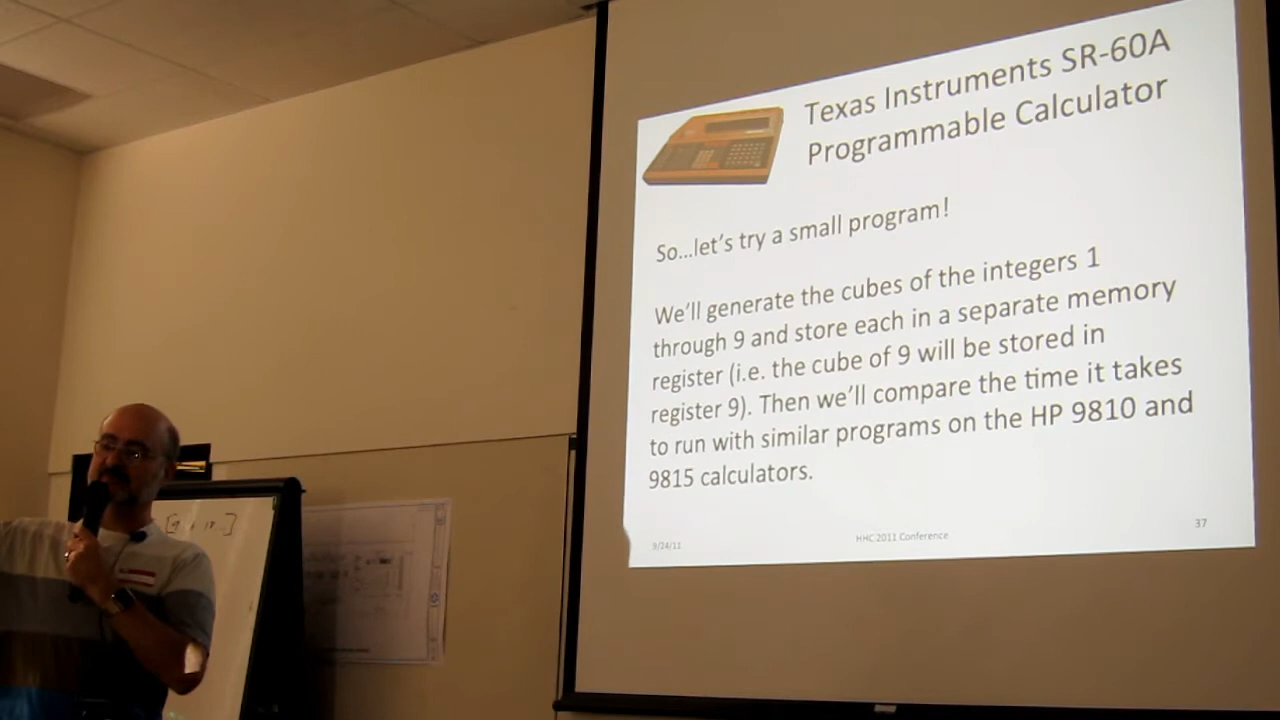 Texas Instruments SR-60A
Programmable Calculator
So...let's try a small program!
We'll generate the cubes of the integers 1
through 9 and store each in a separate memory
register (i.e. the cube of 9 will be stored in
register 9). Then we'll compare the time it takes
to run with similar programs on the HP 9810 and
9815 calculators.
9/24/11
HHC 2011 Conference
37